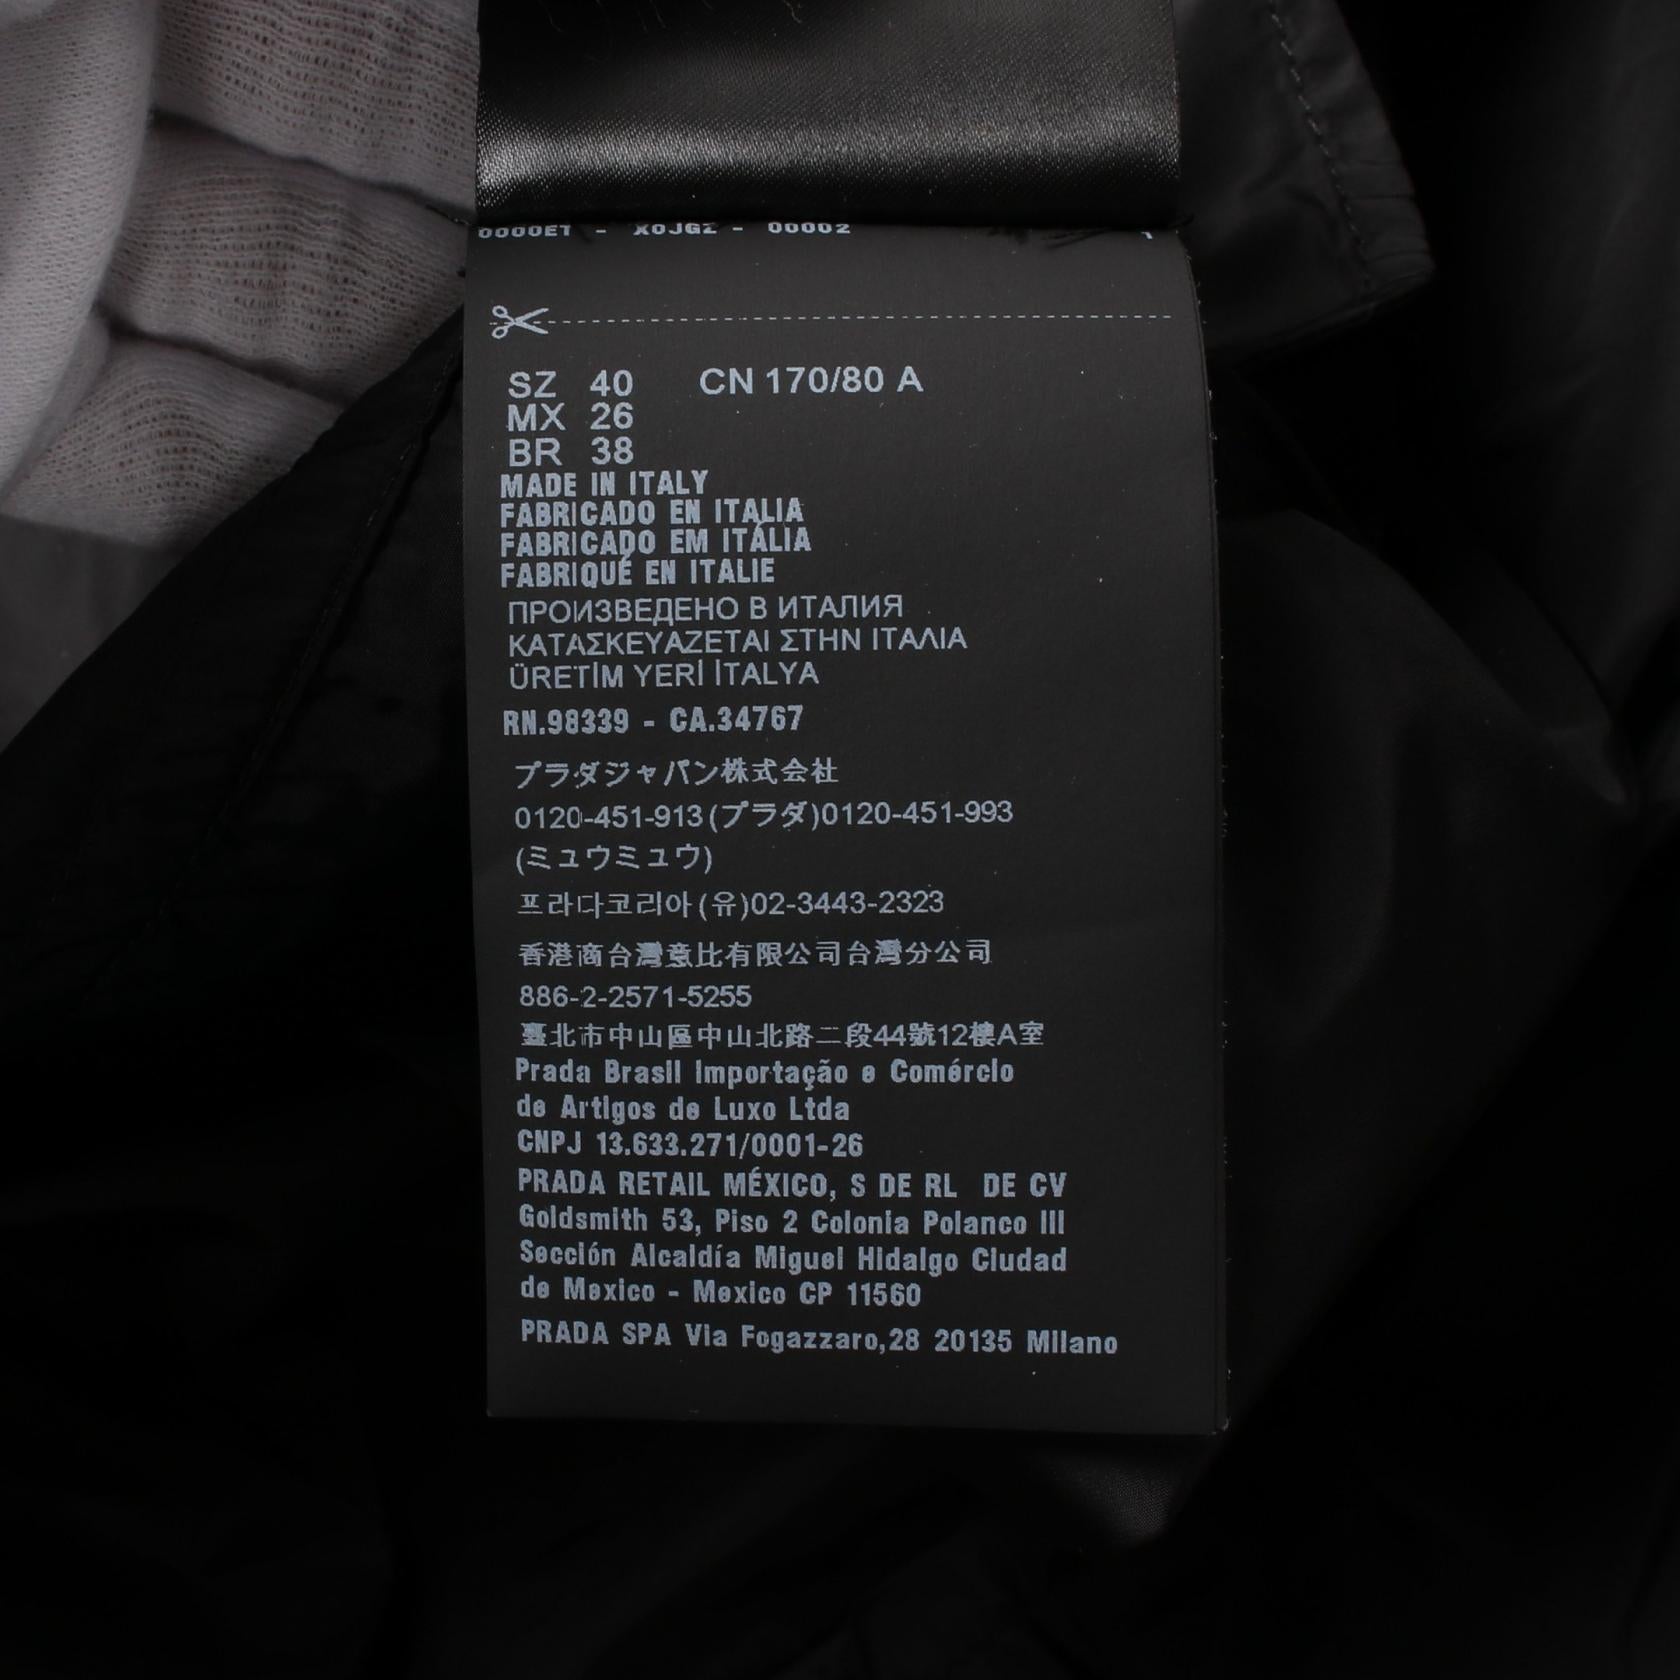 - - 00002
SZ 40 CN 170/80 A
MX 26
BR 38
MADE IN ITALY
FABRICADO EN ITALIA
FABRICADO EM ITÁLIA
FABRIQUÉ EN ITALIE
ПРОИЗВЕДЕНО В ИТАЛИЯ
ΚΑΤΑΣΚΕΥΑΖΕΤΑΙ ΣΤΗΝ ΙΤΑΛΙΑ
ÜRETİM YERİ İTALYA
RN.98339 - CA.34767
プラダジャパン株式会社
0120-451-913(プラダ)0120-451-993
(ミュウミュウ)
프라다코리아(유)02-3443-2323
香港商台灣意比有限公司台灣分公司
886-2-2571-5255
臺北市中山區中山北路二段44號12樓A室
Prada Brasil Importação e Comércio
de Artigos de Luxo Ltda
CNPJ 13.633.271/0001-26
PRADA RETAIL MÉXICO, S DE RL DE CV
Goldsmith 53, Piso 2 Colonia Polanco III
Sección Alcaldía Miguel Hidalgo Ciudad
de Mexico - Mexico CP 11560
PRADA SPA Via Fogazzaro,28 20135 Milano